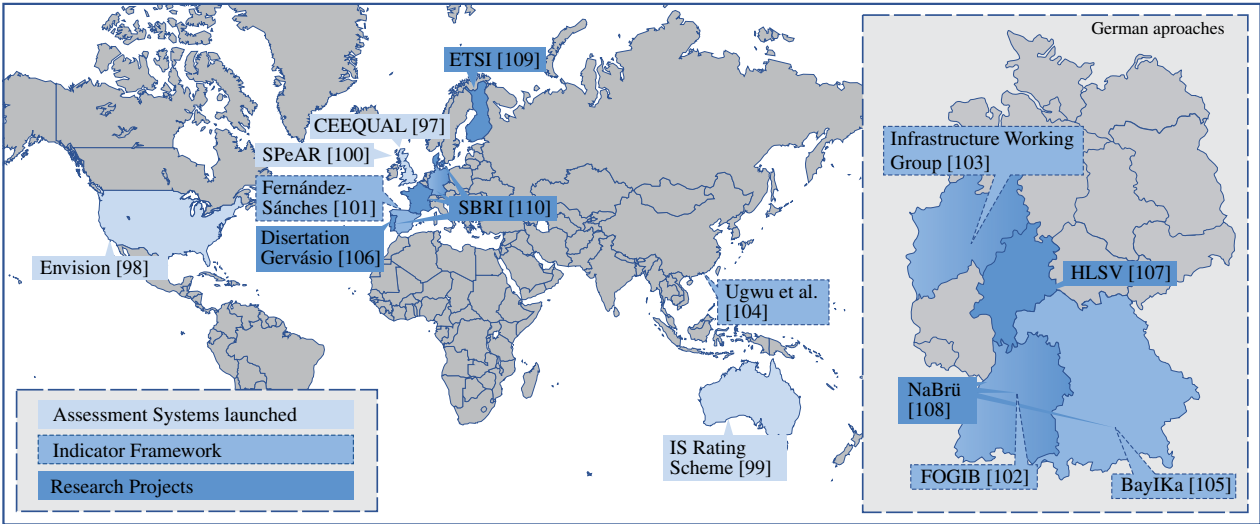 German aproaches
ETSI [109]
CEEQUAL [97]
SPeAR [100]
Fernández-
Sánches [101]
SBRI [110]
Disertation
Gervásio [106]
Envision [98]
Ugwu et al.
[104]
IS Rating
Scheme [99]
Assessment Systems launched
Indicator Framework
Research Projects
Infrastructure Working
Group [103]
HLSV [107]
NaBrü
[108]
FOGIB [102]
BayIKa [105]